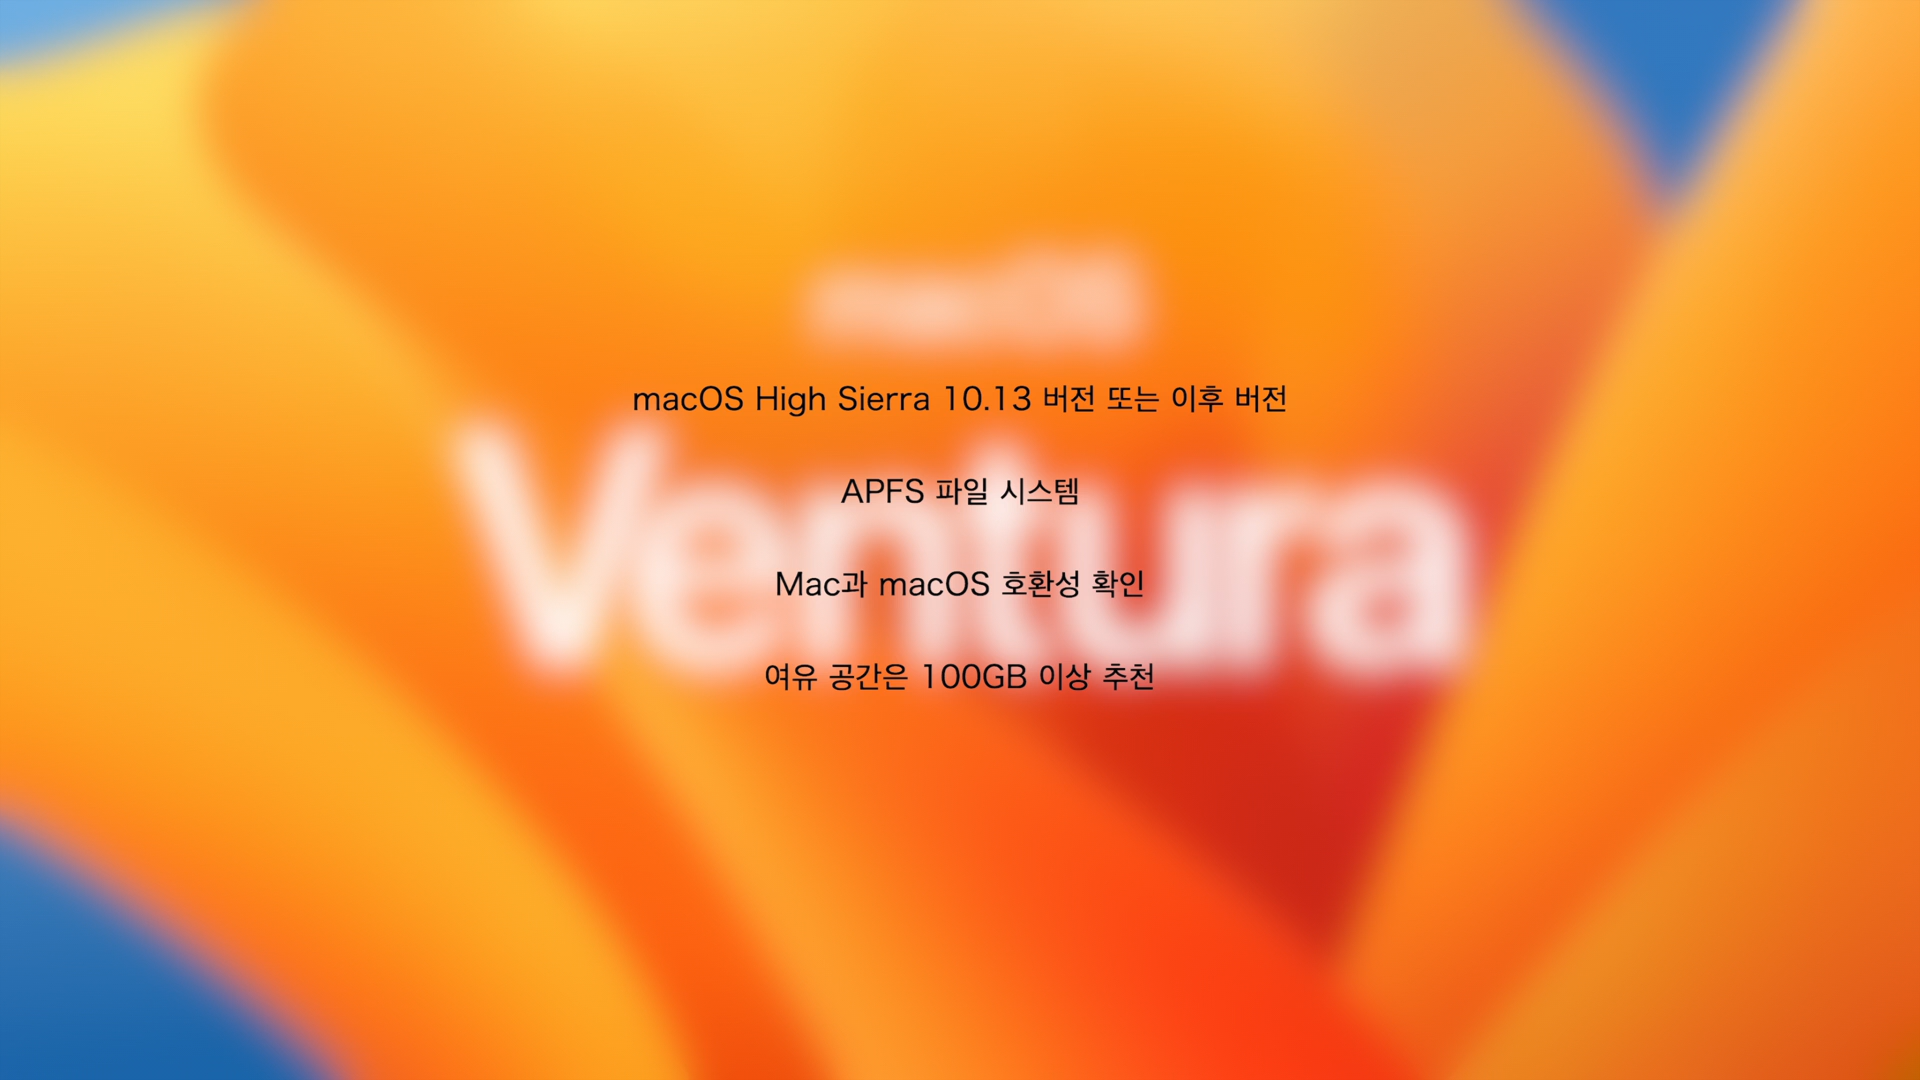 macOS
macOS High Sierra 10.13 버전 또는 이후 버전
Ventura
APFS 파일 시스템
Mac과 macOS 호환성 확인
여유 공간은 100GB 이상 추천